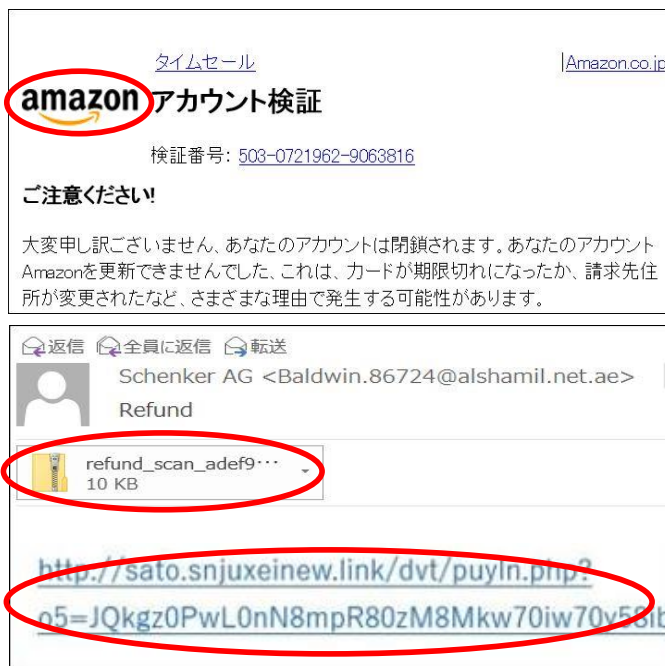 タイムセール |Amazon.co.jp
amazon アカウント検証
検証番号: 503-0721962-9063816
ご注意ください!
大変申し訳ございません、あなたのアカウントは閉鎖されます。あなたのアカウント
Amazonを更新できませんでした、これは、カードが期限切れになったか、請求先住
所が変更されたなど、さまざまな理由で発生する可能性があります。
返信 全員に返信 転送
Schenker AG <Baldwin.86724@alshamil.net.ae>
Refund
refund_scan_adef9…
10 KB
http://sato.snjuxeinew.link/dvt/puyln.php?
o5=JQkgz0PwL0nN8mpR80zM8Mkw70iw70y58ib